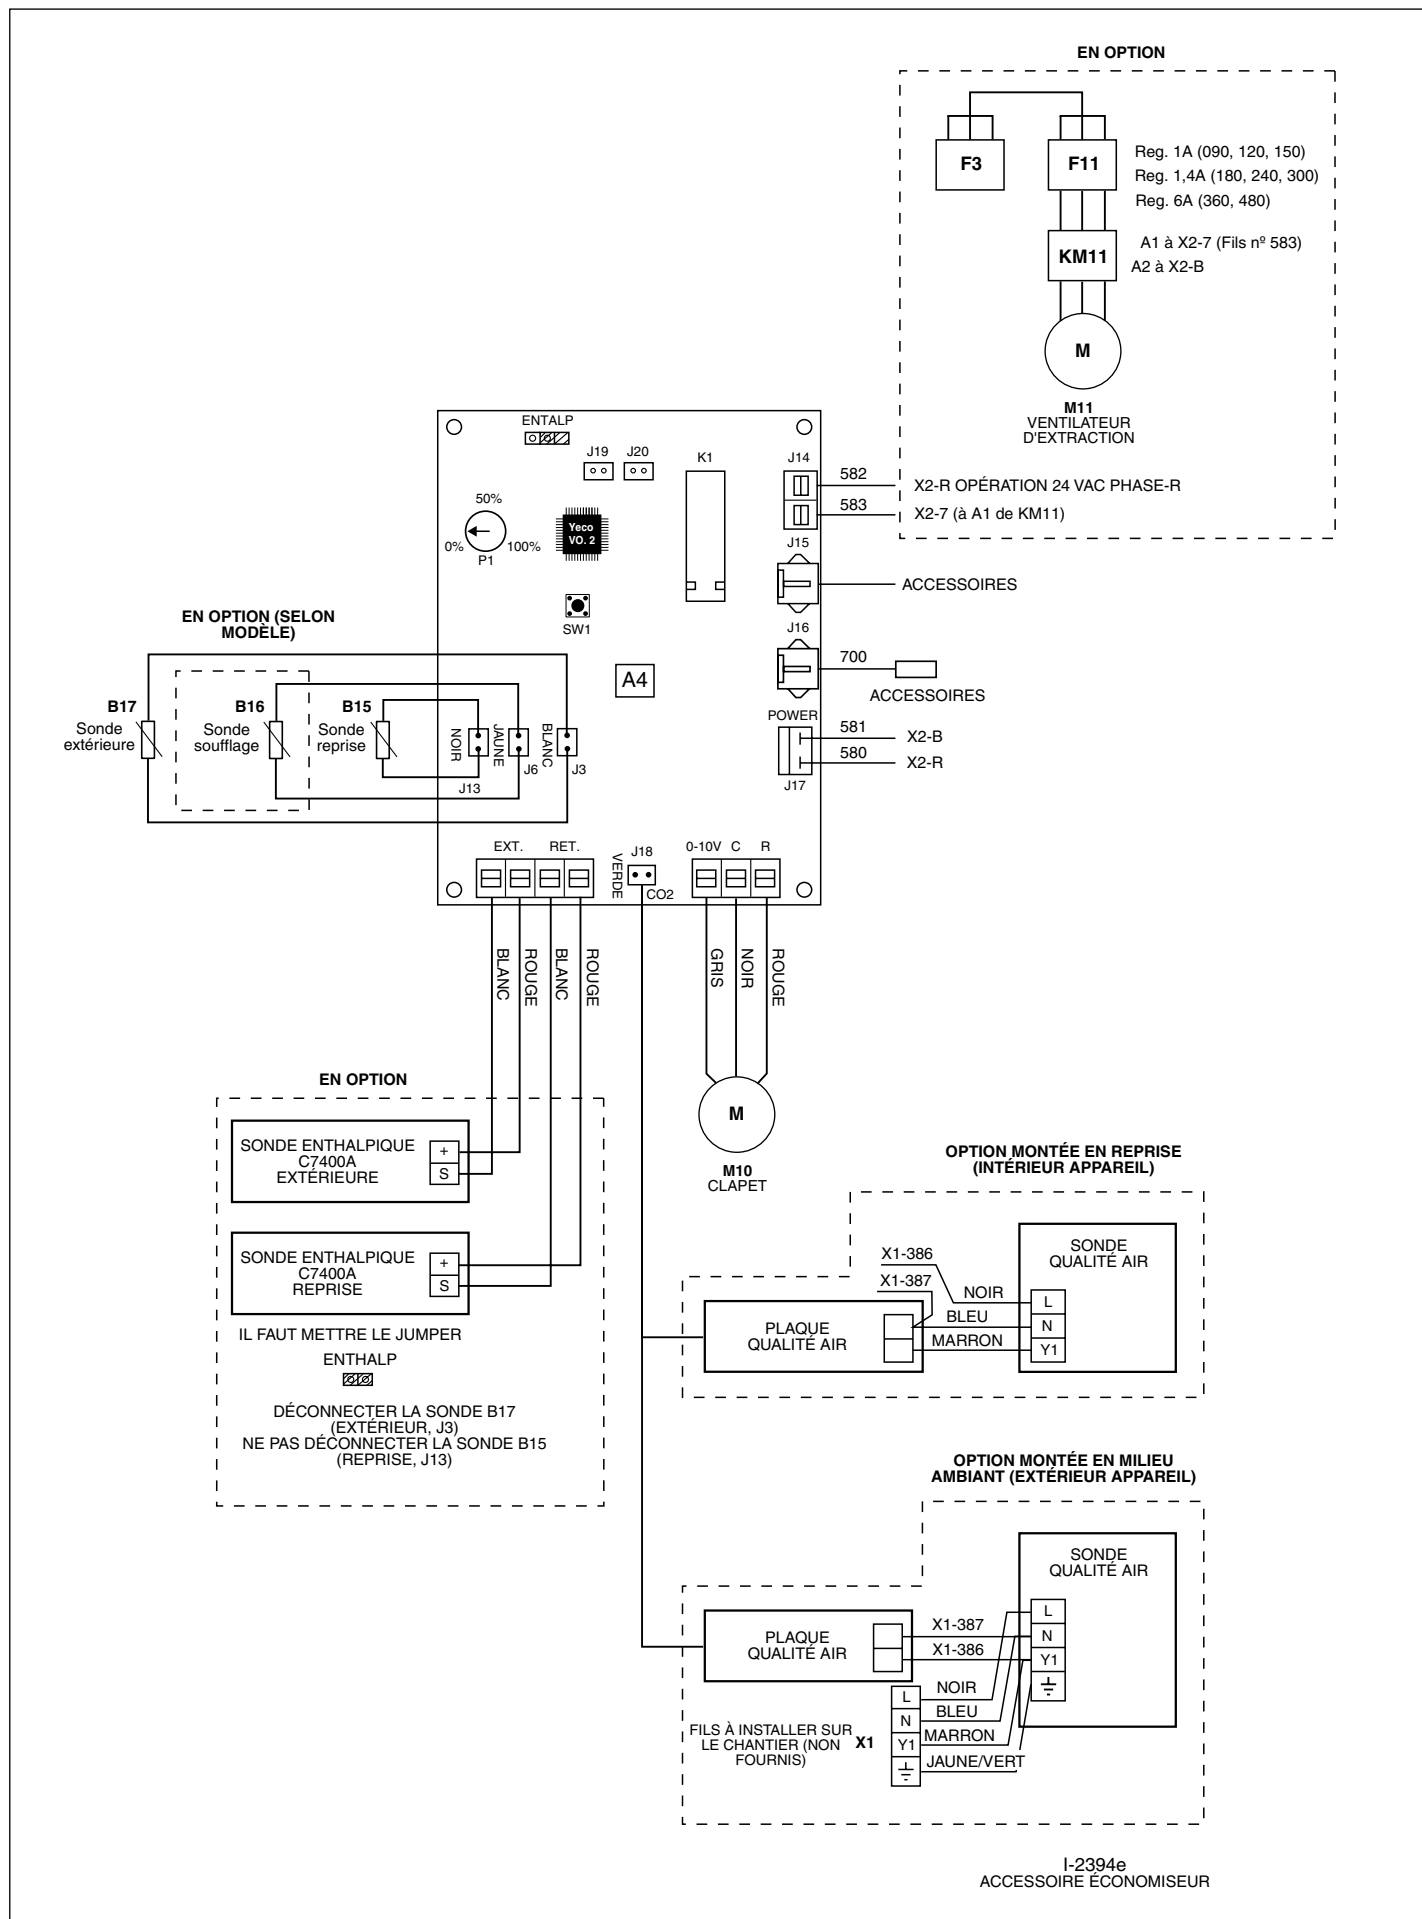 EN OPTION
F3
F11
Reg. 1A (090, 120, 150)
Reg. 1,4A (180, 240, 300)
Reg. 6A (360, 480)
KM11
A1 à X2-7 (Fils nº 583)
A2 à X2-B
M
M11
VENTILATEUR
D'EXTRACTION
ENTALP
J19
J20
K1
J14
582
X2-R OPÉRATION 24 VAC PHASE-R
583
X2-7 (à A1 de KM11)
50%
0%
100%
P1
Yeco
VO. 2
J15
ACCESSOIRES
SW1
J16
700
ACCESSOIRES
A4
EN OPTION (SELON
MODÈLE)
B17
Sonde
extérieure
B16
Sonde
soufflage
B15
Sonde
reprise
NOIR
JAUNE
BLANC
J13
J6
J3
POWER
581
X2-B
580
X2-R
J17
EXT.
RET.
VERDE
J18
CO2
0-10V
C
R
BLANC
ROUGE
BLANC
ROUGE
GRIS
NOIR
ROUGE
M
M10
CLAPET
EN OPTION
SONDE ENTHALPIQUE
C7400A
EXTÉRIEURE
+
S
SONDE ENTHALPIQUE
C7400A
REPRISE
+
S
IL FAUT METTRE LE JUMPER
ENTHALP
DÉCONNECTER LA SONDE B17
(EXTÉRIEUR, J3)
NE PAS DÉCONNECTER LA SONDE B15
(REPRISE, J13)
OPTION MONTÉE EN REPRISE
(INTÉRIEUR APPAREIL)
SONDE
QUALITÉ AIR
X1-386
X1-387
NOIR
BLEU
MARRON
L
N
Y1
PLAQUE
QUALITÉ AIR
OPTION MONTÉE EN MILIEU
AMBIANT (EXTÉRIEUR APPAREIL)
SONDE
QUALITÉ AIR
L
N
Y1
PLAQUE
QUALITÉ AIR
X1-387
X1-386
L
N
Y1
NOIR
BLEU
MARRON
JAUNE/VERT
FILS À INSTALLER SUR
LE CHANTIER (NON
FOURNIS)
X1
I-2394e
ACCESSOIRE ÉCONOMISEUR